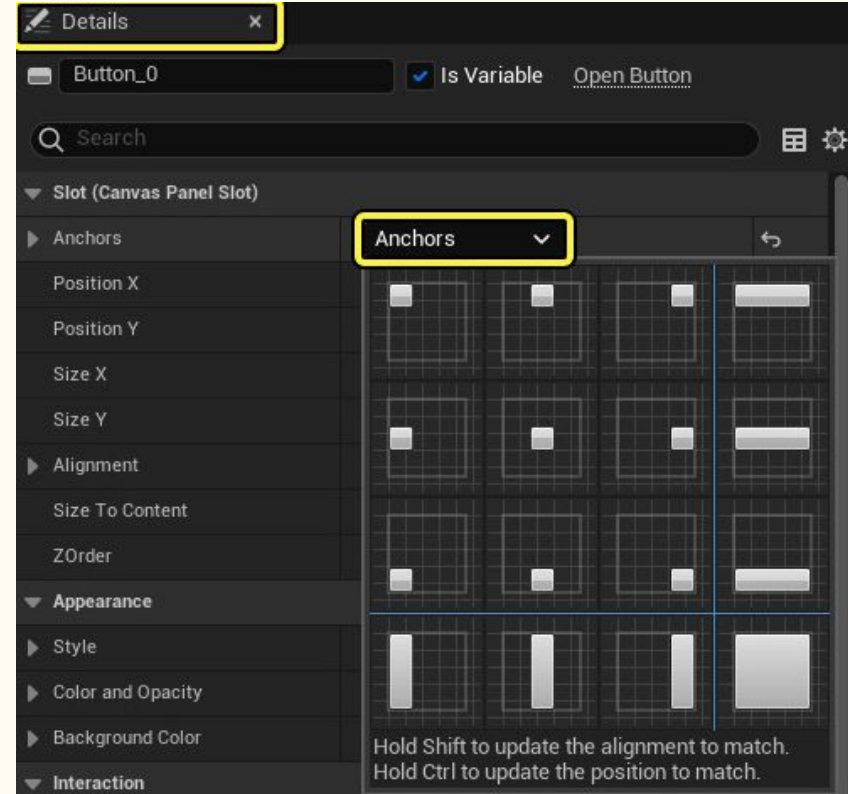 Details
Button_0
Is Variable
Open Button
Search
Slot (Canvas Panel Slot)
Anchors
Anchors
Position X
Position Y
Size X
Size Y
Alignment
Size To Content
ZOrder
Appearance
Style
Color and Opacity
Background Color
Hold Shift to update the alignment to match.
Hold Ctrl to update the position to match.
Interaction